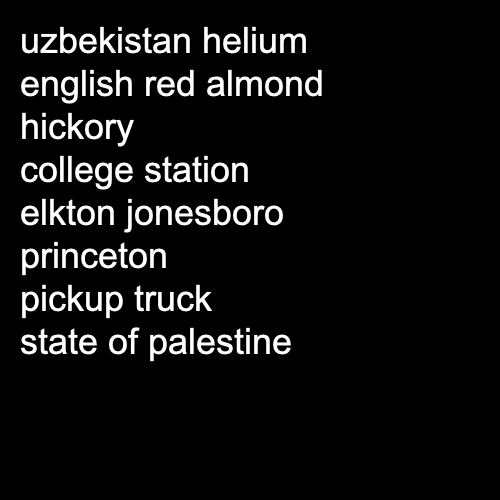 uzbekistan helium
english red almond
hickory
college station
elkton jonesboro
princeton
pickup truck
state of palestine